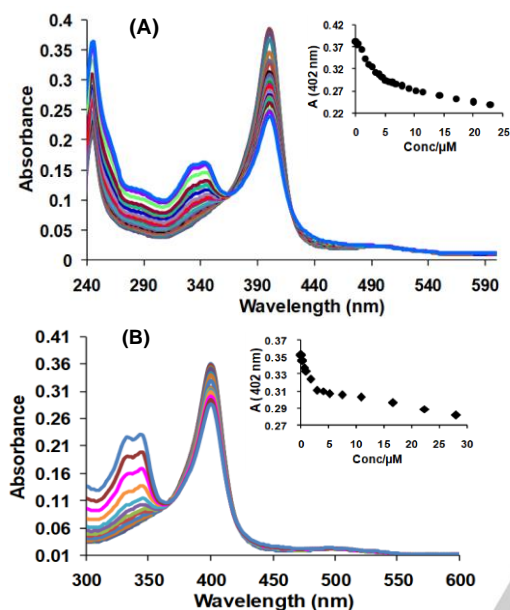 (A)
Absorbance
0.4
0.35
0.3
0.25
0.2
0.15
0.1
0.05
0
240 290 340 390 440 490 540 590
Wavelength (nm)
A (402 nm)
0.42
0.37
0.32
0.27
0.22
0 5 10 15 20 25
Conc/µM
(B)
Absorbance
0.41
0.36
0.31
0.26
0.21
0.16
0.11
0.06
0.01
300 350 400 450 500 550 600
Wavelength (nm)
A ( 402 nm)
0.37
0.35
0.33
0.31
0.29
0.27
0 5 10 15 20 25 30
Conc/µM